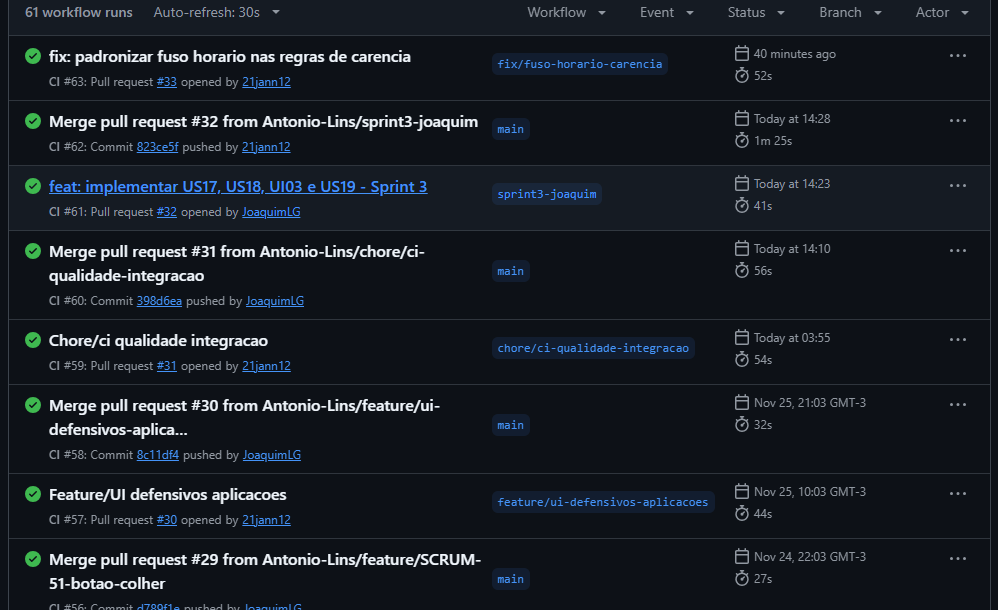 61 workflow runs Auto-refresh: 30s Workflow Event Status Branch Actor
fix: padronizar fuso horario nas regras de carencia
CI #63: Pull request #33 opened by 21jann12
fix/fuso-horario-carencia
40 minutes ago
52s
Merge pull request #32 from Antonio-Lins/sprint3-joaquim
CI #62: Commit 823ce5f pushed by 21jann12
main
Today at 14:28
1m 25s
feat: implementar US17, US18, UI03 e US19 - Sprint 3
CI #61: Pull request #32 opened by JoaquimLG
sprint3-joaquim
Today at 14:23
41s
Merge pull request #31 from Antonio-Lins/chore/ci-
qualidade-integracao
CI #60: Commit 398d6ea pushed by JoaquimLG
main
Today at 14:10
56s
Chore/ci qualidade integracao
CI #59: Pull request #31 opened by 21jann12
chore/ci-qualidade-integracao
Today at 03:55
54s
Merge pull request #30 from Antonio-Lins/feature/ui-
defensivos-aplica...
CI #58: Commit 8c11df4 pushed by JoaquimLG
main
Nov 25, 21:03 GMT-3
32s
Feature/UI defensivos aplicacoes
CI #57: Pull request #30 opened by 21jann12
feature/ui-defensivos-aplicacoes
Nov 25, 10:03 GMT-3
44s
Merge pull request #29 from Antonio-Lins/feature/SCRUM-
51-botao-colher
CI #56: Commit d789f1e pushed by JoaquimLG
main
Nov 24, 22:03 GMT-3
27s